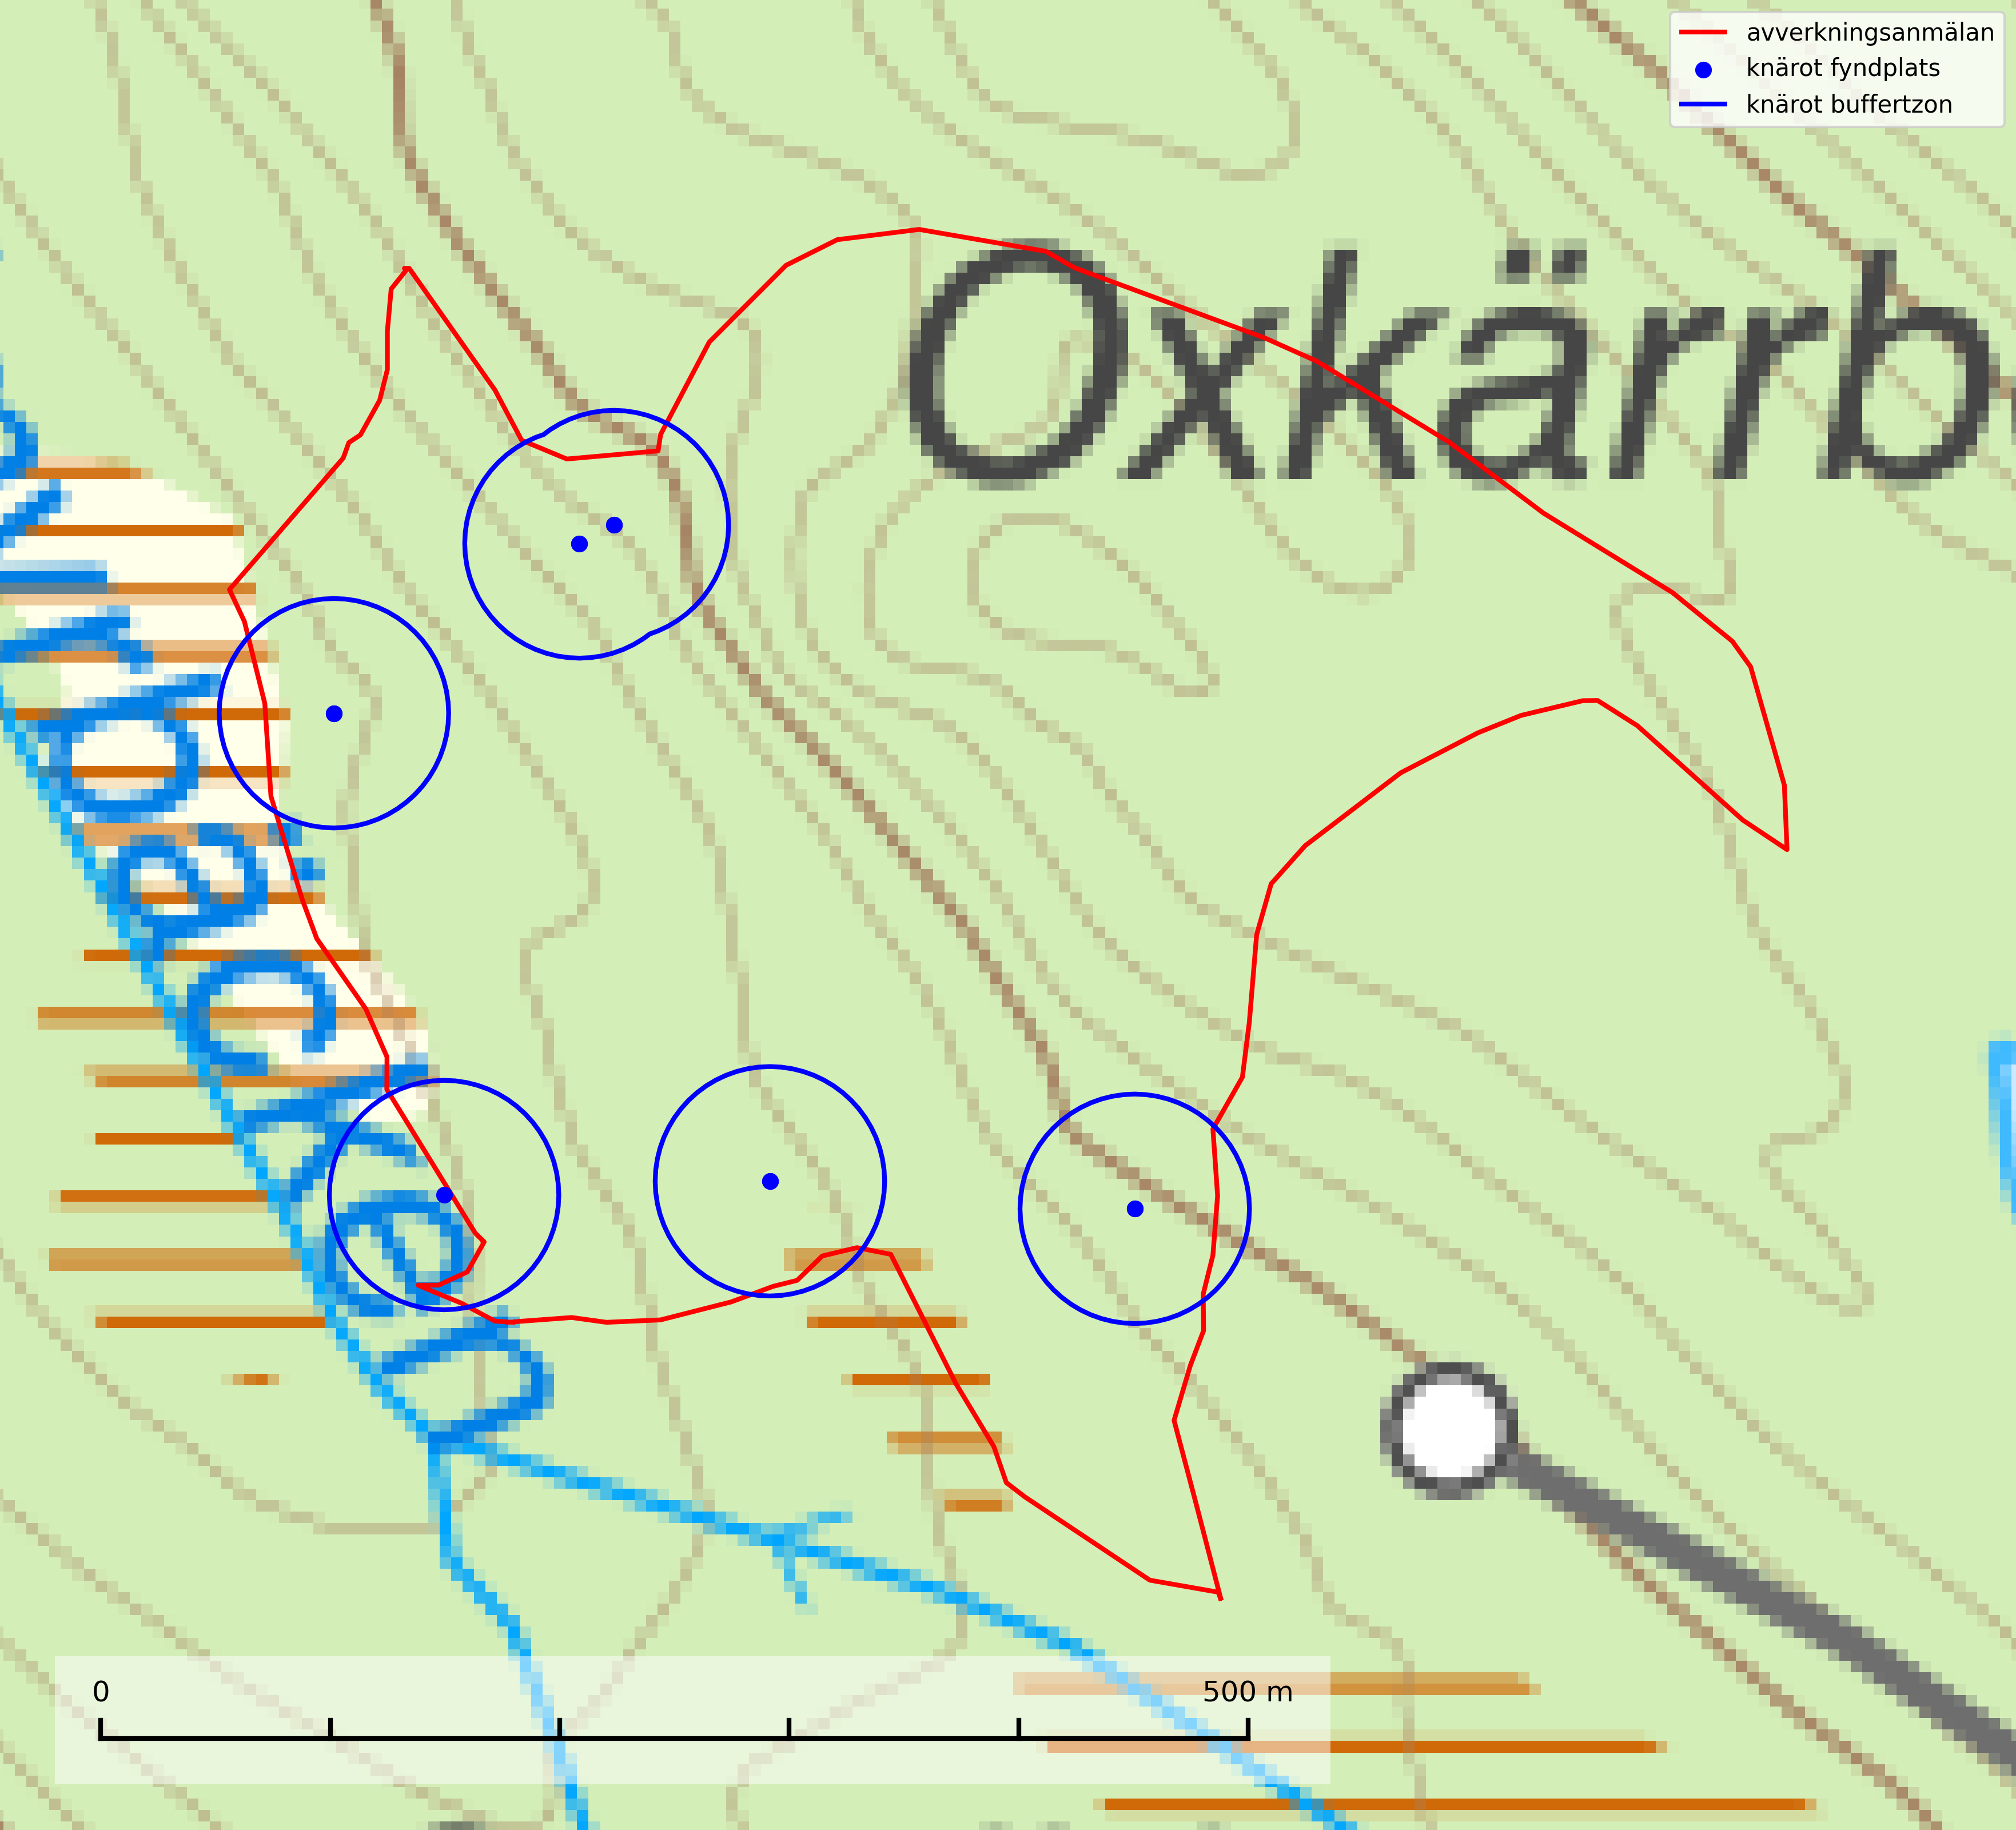 avverkningsanmälan
knärot fyndplats
knärot buffertzon
Oxkärrb
0
500 m